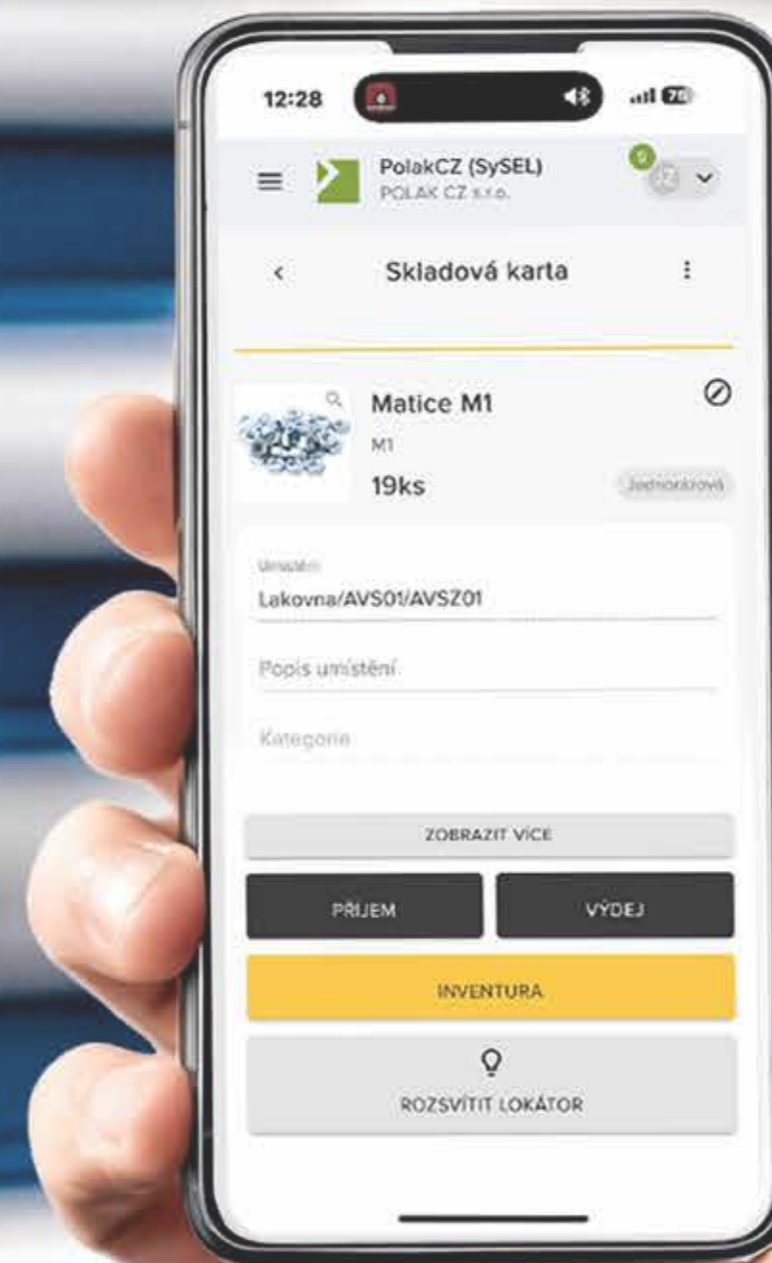 12:28
PolakCZ (SySEL)
POLAK CZ s.r.o.
Skladová karta
Matice M1
M1
19ks
Jednorázová
Umístění
Lakovna/AVS01/AVSZ01
Popis umístění
Kategorie
ZOBRAZIT VÍCE
PŘÍJEM
VÝDEJ
INVENTURA
ROZSVÍTIT LOKÁTOR